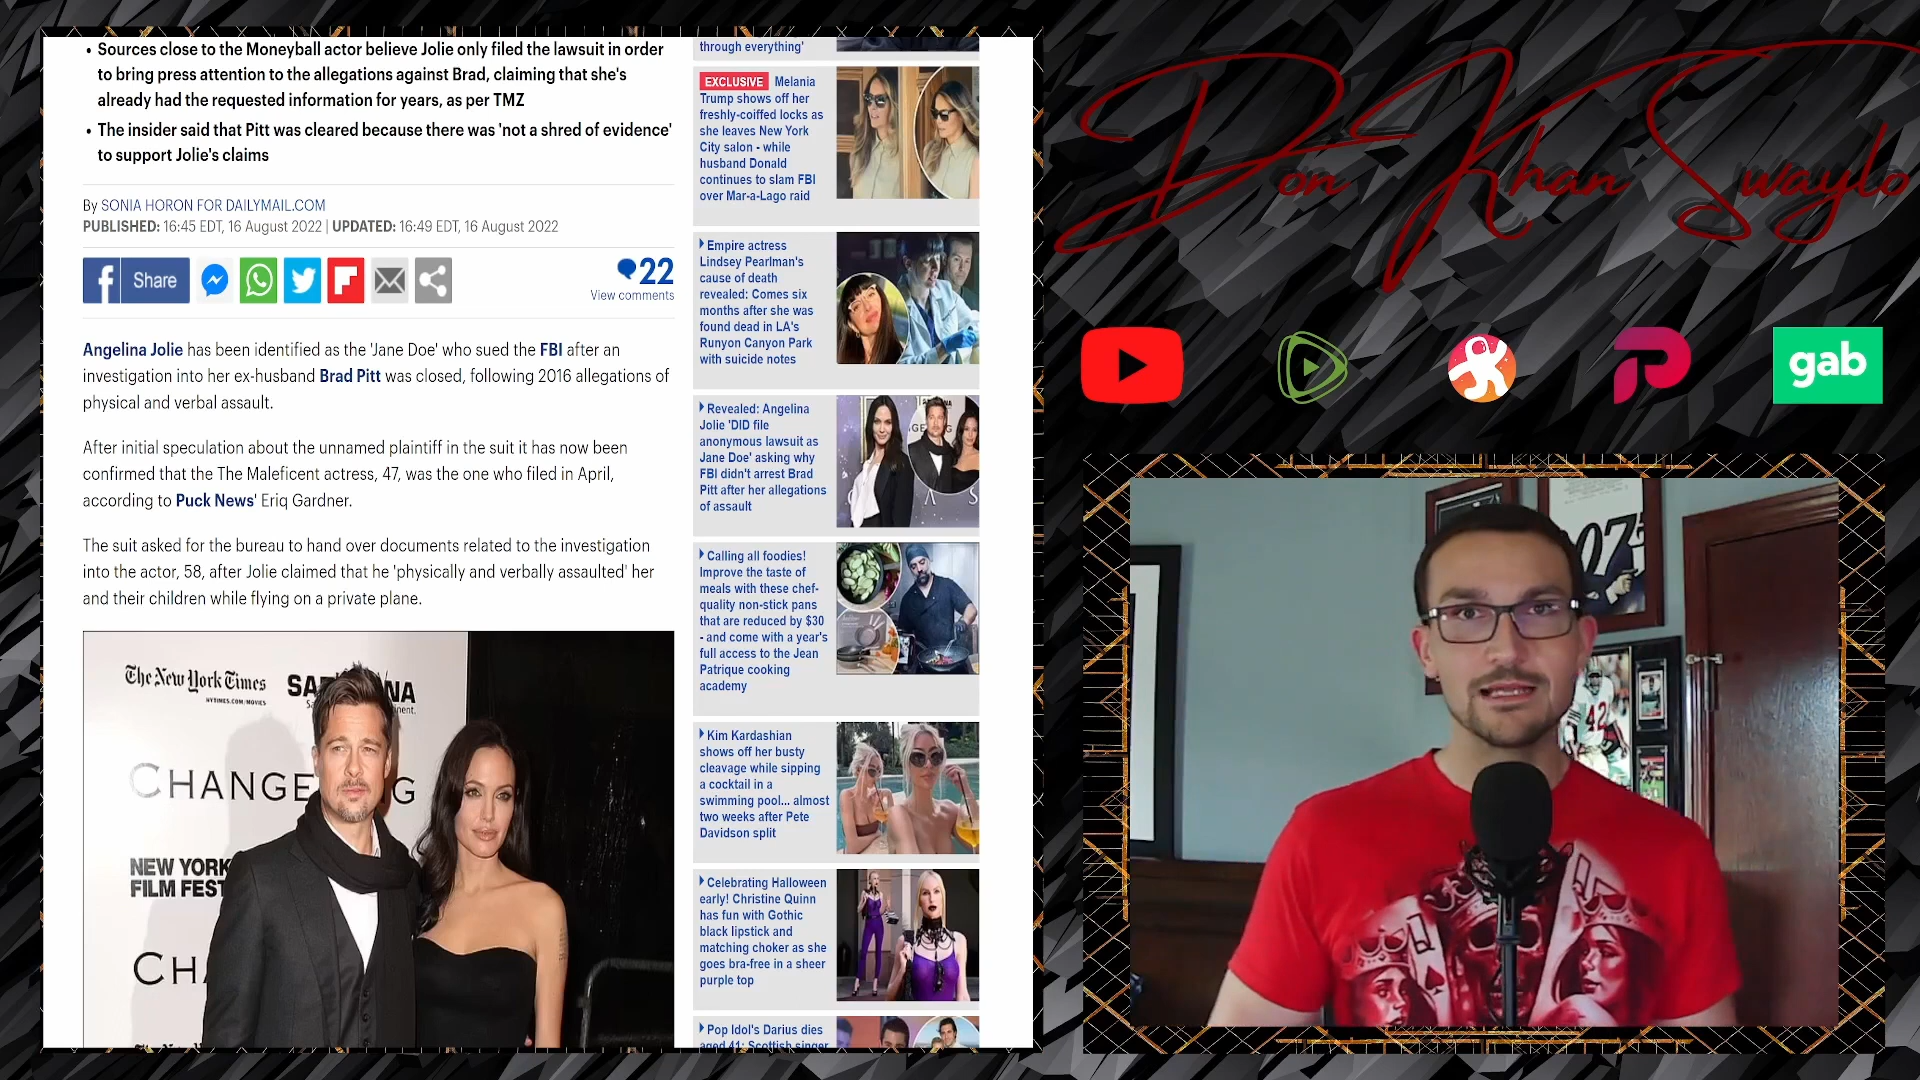 • Sources close to the Moneyball actor believe Jolie only filed the lawsuit in order
to bring press attention to the allegations against Brad, claiming that she's
already had the requested information for years, as per TMZ
• The insider said that Pitt was cleared because there was 'not a shred of evidence'
to support Jolie's claims
By SONIA HORON FOR DAILYMAIL.COM
PUBLISHED: 16:45 EDT, 16 August 2022 | UPDATED: 16:49 EDT, 16 August 2022
Share
22
View comments
Angelina Jolie has been identified as the 'Jane Doe' who sued the FBI after an
investigation into her ex-husband Brad Pitt was closed, following 2016 allegations of
physical and verbal assault.
After initial speculation about the unnamed plaintiff in the suit it has now been
confirmed that the The Maleficent actress, 47, was the one who filed in April,
according to Puck News' Eriq Gardner.
The suit asked for the bureau to hand over documents related to the investigation
into the actor, 58, after Jolie claimed that he 'physically and verbally assaulted' her
and their children while flying on a private plane.
The New York Times
NYTIMES.COM/MOVIES
CHANGE
G
NEW YORK
FILM FEST
CH
through everything'
EXCLUSIVE Melania
Trump shows off her
freshly-coiffed locks as
she leaves New York
City salon - while
husband Donald
continues to slam FBI
over Mar-a-Lago raid
Empire actress
Lindsey Pearlman's
cause of death
revealed: Comes six
months after she was
found dead in LA's
Runyon Canyon Park
with suicide notes
Revealed: Angelina
Jolie 'DID file
anonymous lawsuit as
Jane Doe' asking why
FBI didn't arrest Brad
Pitt after her allegations
of assault
Calling all foodies!
Improve the taste of
meals with these chef-
quality non-stick pans
that are reduced by $30
- and come with a year's
full access to the Jean
Patrique cooking
academy
Kim Kardashian
shows off her busty
cleavage while sipping
a cocktail in a
swimming pool... almost
two weeks after Pete
Davidson split
Celebrating Halloween
early! Christine Quinn
has fun with Gothic
black lipstick and
matching choker as she
goes bra-free in a sheer
purple top
Pop Idol's Darius dies
aged 41: Scottish singer
Don Khan Swaylo
gab
007
42